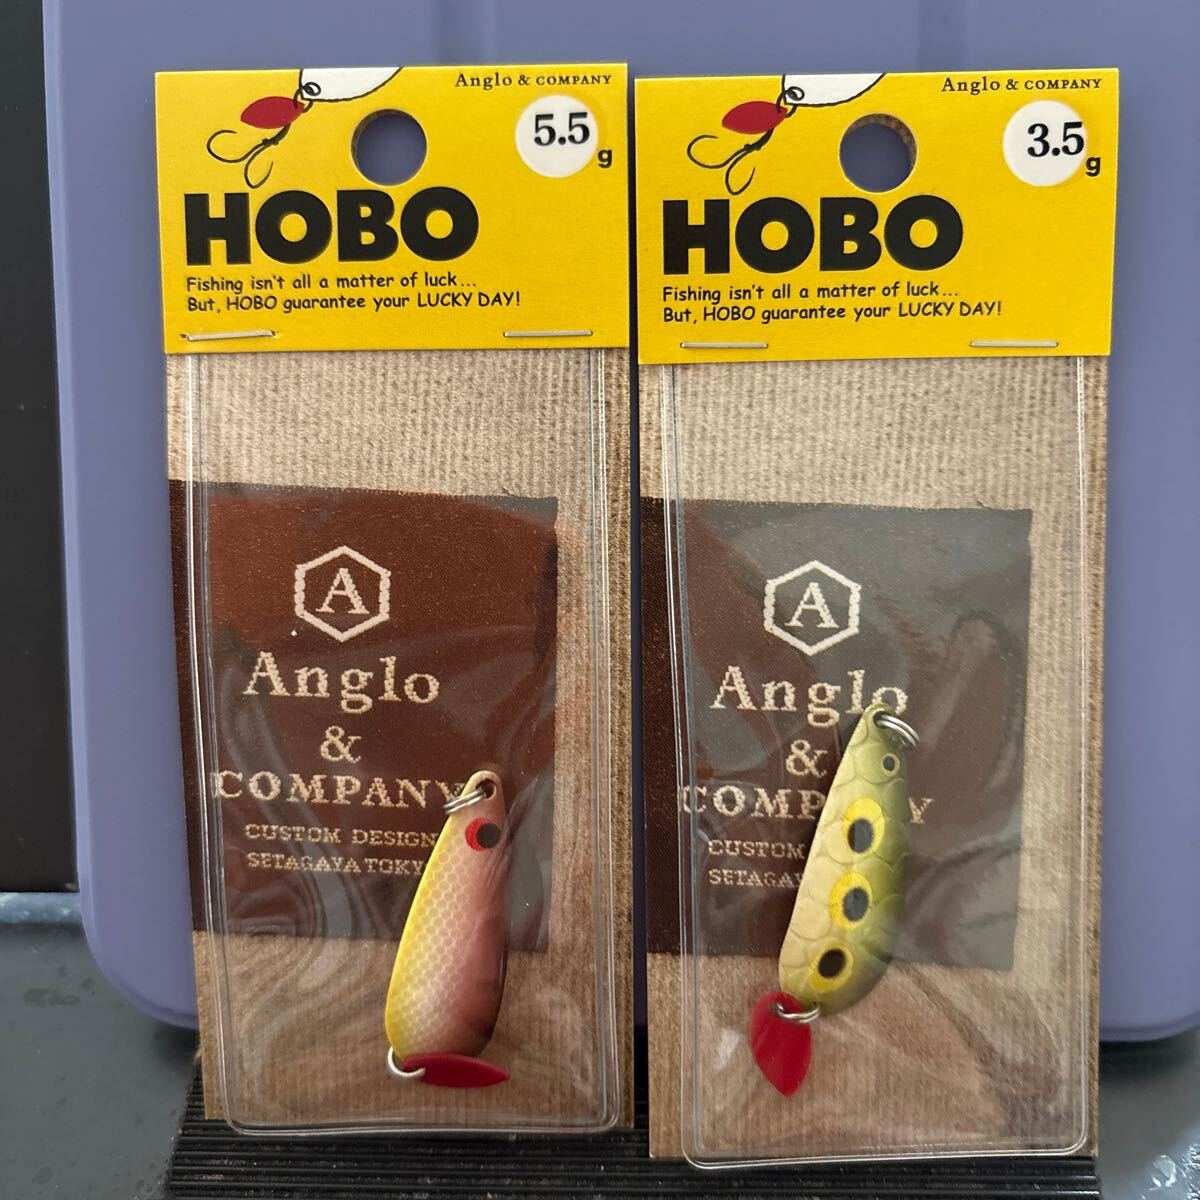 Anglo & COMPANY
5.5g
HOBO
Fishing isn't all a matter of luck...
But, HOBO guarantee your LUCKY DAY!
A
Anglo
&
COMPANY
CUSTOM DESIGN
SETAGAYA TOKY
Anglo & COMPANY
3.5g
HOBO
Fishing isn't all a matter of luck...
But, HOBO guarantee your LUCKY DAY!
A
Anglo
&
COMP Y
CUSTOM
SETAGA